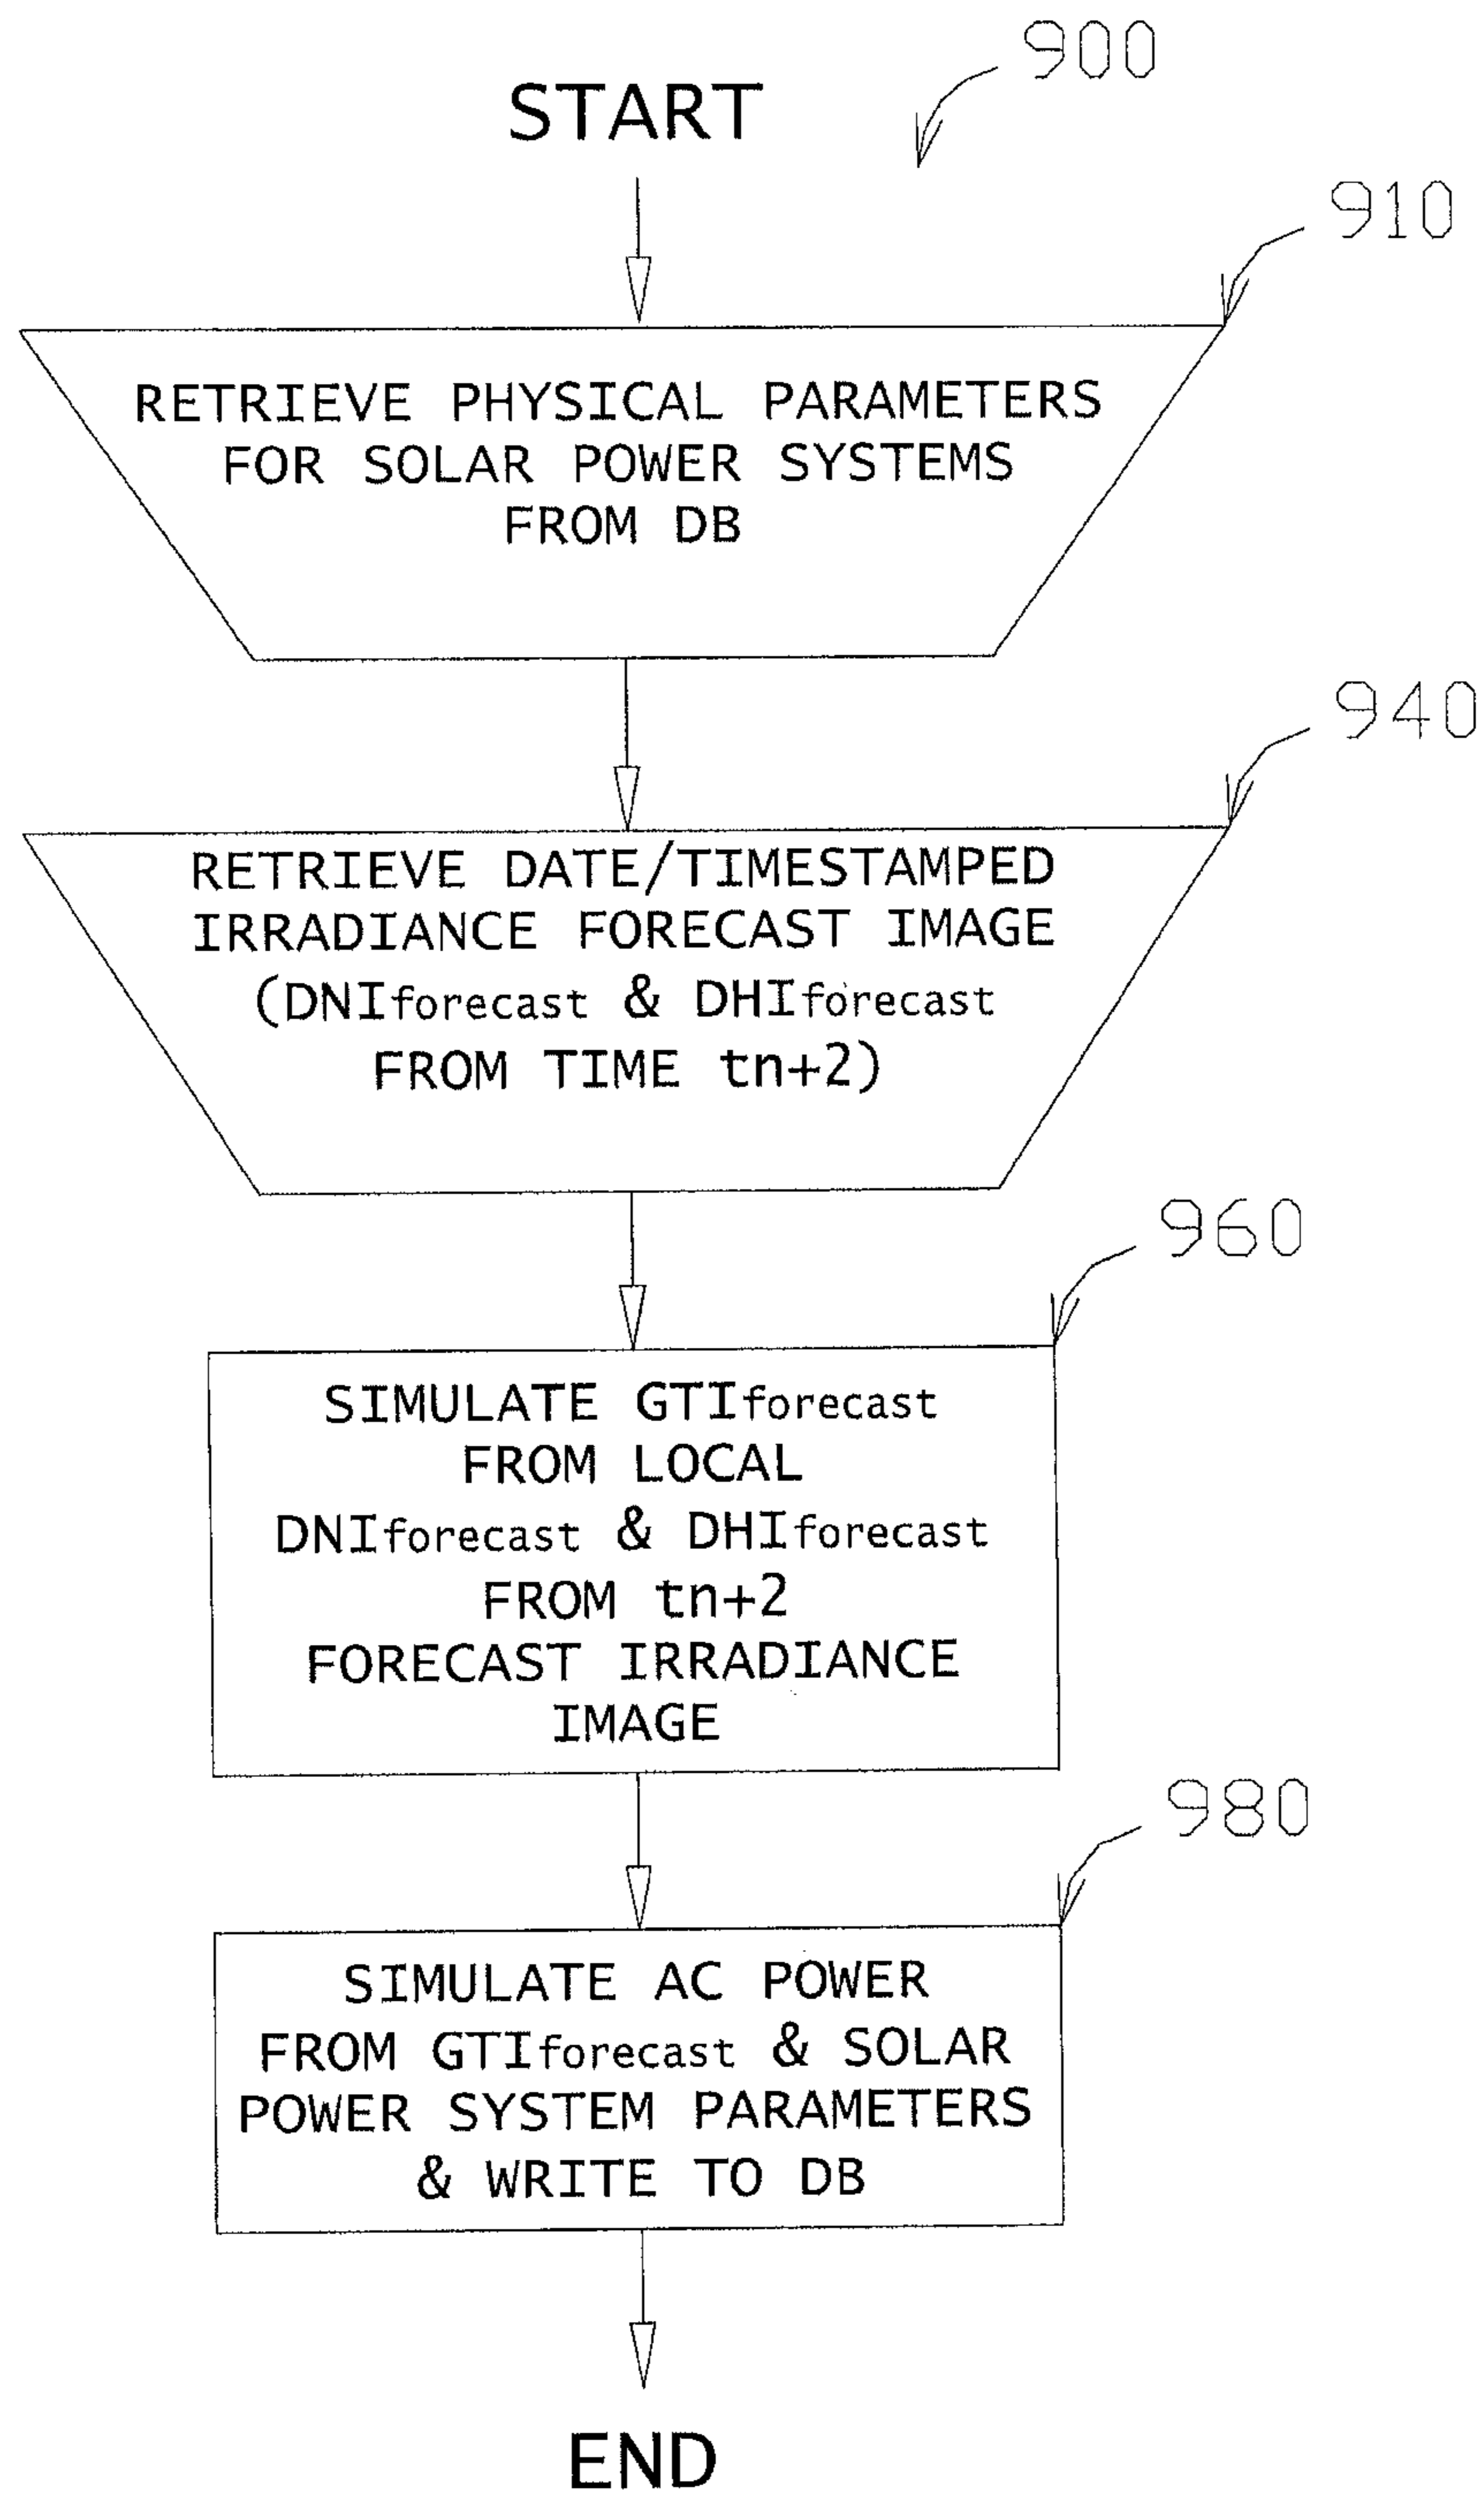 900
START
910
RETRIEVE PHYSICAL PARAMETERS
FOR SOLAR POWER SYSTEMS
FROM DB
940
RETRIEVE DATE/TIMESTAMPED
IRRADIANCE FORECAST IMAGE
(DNIforecast & DHIforecast
FROM TIME tn+2)
960
SIMULATE GTIforecast
FROM LOCAL
DNIforecast & DHIforecast
FROM tn+2
FORECAST IRRADIANCE
IMAGE
980
SIMULATE AC POWER
FROM GTIforecast & SOLAR
POWER SYSTEM PARAMETERS
& WRITE TO DB
END